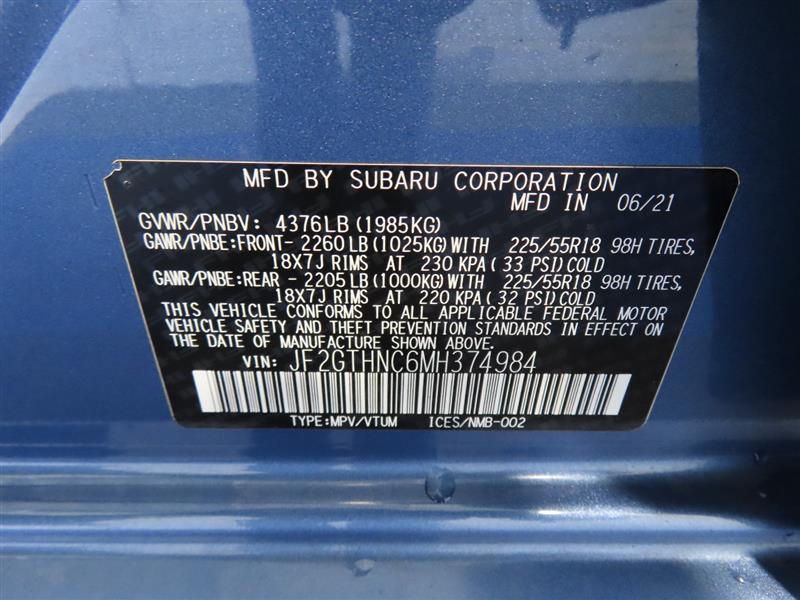 MFD BY SUBARU CORPORATION
MFD IN 06/21
GVWR/PNBV: 4376LB(1985KG)
GAWR/PNBE:FRONT- 2260LB(1025KG)WITH 225/55R18 98H TIRES,
18X7J RIMS AT 230 KPA(33 PSI)COLD
GAWR/PNBE:REAR - 2205LB(1000KG)WITH 225/55R18 98H TIRES,
18X7J RIMS AT 220 KPA(32 PSI)COLD
THIS VEHICLE CONFORMS TO ALL APPLICABLE FEDERAL MOTOR
VEHICLE SAFETY AND THEFT PREVENTION STANDARDS IN EFFECT ON
THE DATE OF MANUFACTURE SHOWN ABOVE.
VIN: JF2GTHNC6MH374984
TYPE:MPV/VTUM ICES/NMB-002